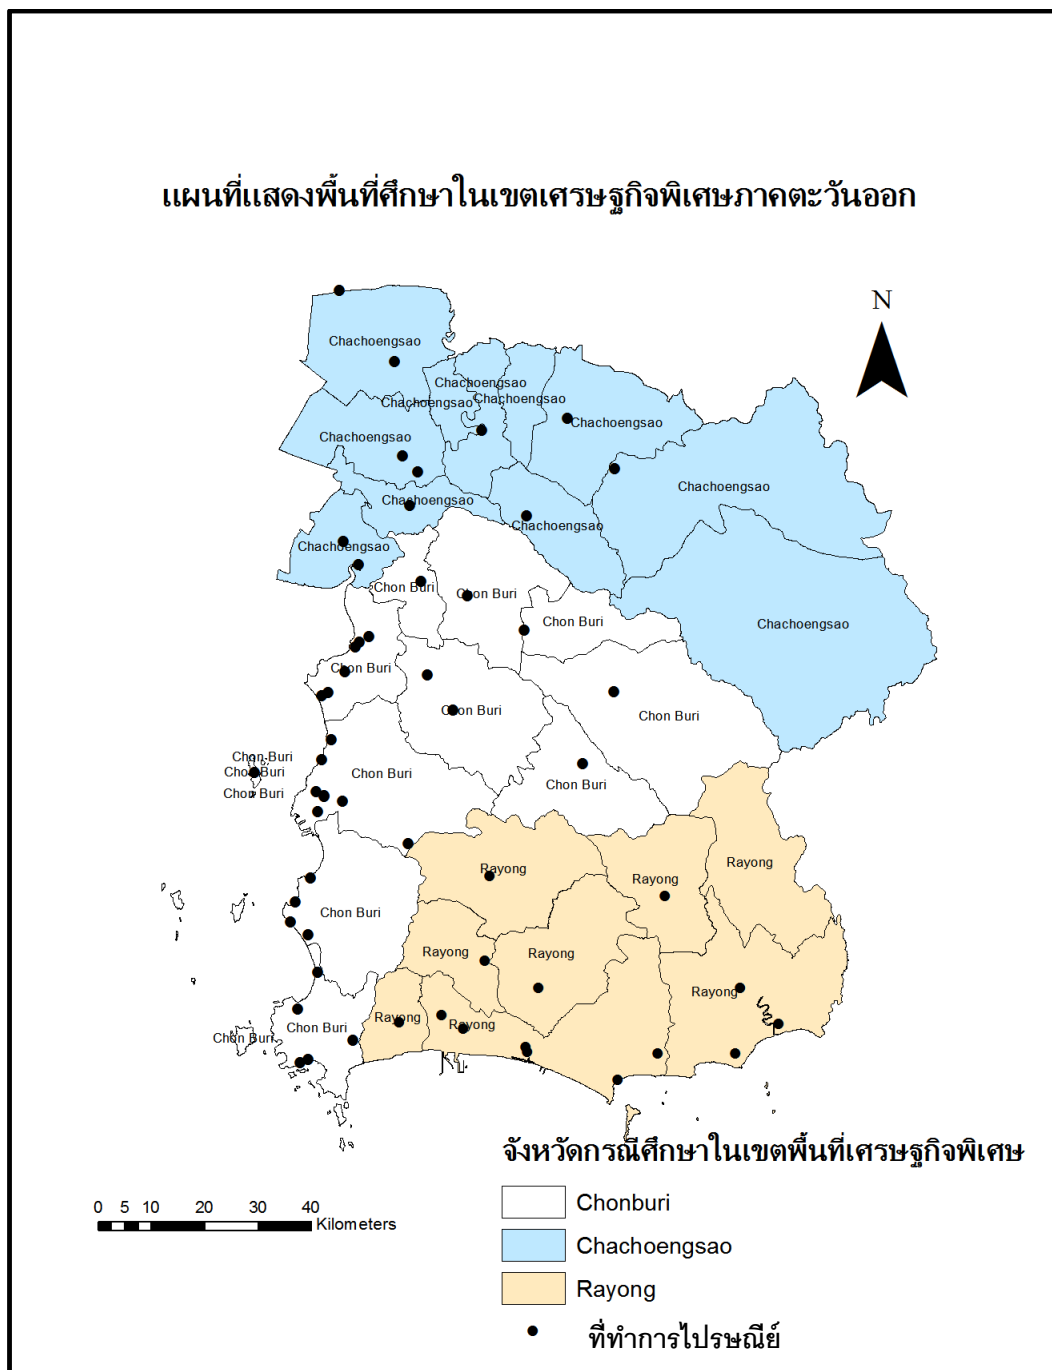 แผนที่แสดงพื้นที่ศึกษาในเขตเศรษฐกิจพิเศษภาคตะวันออก
N
Chachoengsao
Chachoengsao
Chachoengsao
Chachoengsao
Chachoengsao
Chachoengsao
Chachoengsao
Chachoengsao
Chachoengsao
Chachoengsao
Chachoengsao
Chon Buri
Chon Buri
Chon Buri
Chachoengsao
Chon Buri
Chon Buri
Chon Buri
Chon Buri
Chon Buri
Chon Buri
Chon Buri
Chon Buri
Rayong
Rayong
Rayong
Chon Buri
Rayong
Rayong
Rayong
Rayong
Rayong
Chon Buri
Chon Buri
จังหวัดกรณีศึกษาในเขตพื้นที่เศรษฐกิจพิเศษ
Chonburi
0 5 10 20 30 40
Kilometers
Chachoengsao
Rayong
ที่ทำการไปรษณีย์